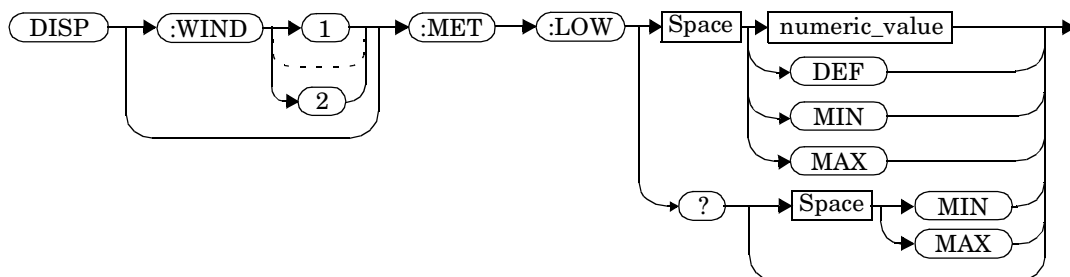 DISP :WIND 1 :MET :LOW Space numeric_value
DEF
2
MIN
MAX
? Space MIN
MAX